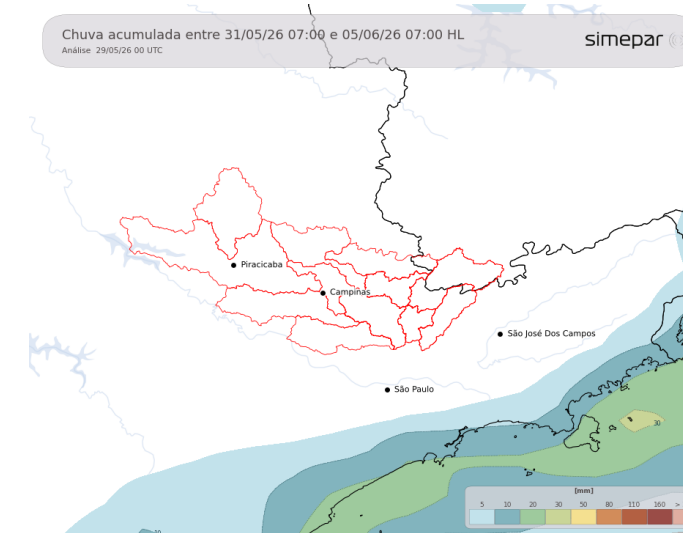 Chuva acumulada entre 31/05/26 07:00 e 05/06/26 07:00 HL
Análise 29/05/26 00 UTC
simepar
Piracicaba
Campinas
São José Dos Campos
São Paulo
30
[mm]
5 10 20 30 50 80 110 160 >
10